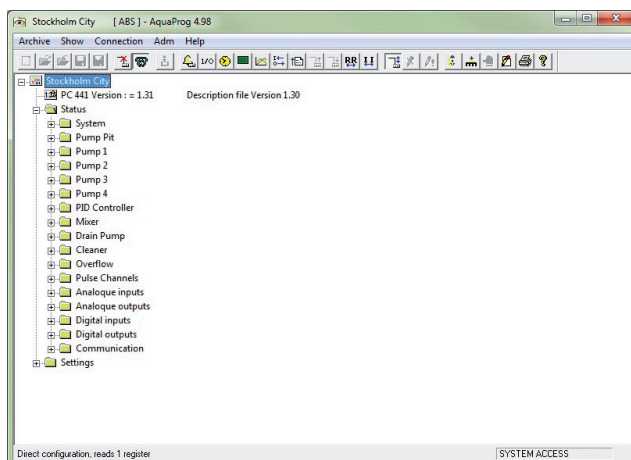 Stockholm City [ ABS ] - AquaProg 4.98
Archive Show Connection Adm Help
I/O RR II ?
Stockholm City
PC 441 Version : = 1.31 Description file Version 1.30
Status
System
Pump Pit
Pump 1
Pump 2
Pump 3
Pump 4
PID Controller
Mixer
Drain Pump
Cleaner
Overflow
Pulse Channels
Analoque inputs
Analoque outputs
Digital inputs
Digital outputs
Communication
Settings
Direct configuration, reads 1 register SYSTEM ACCESS